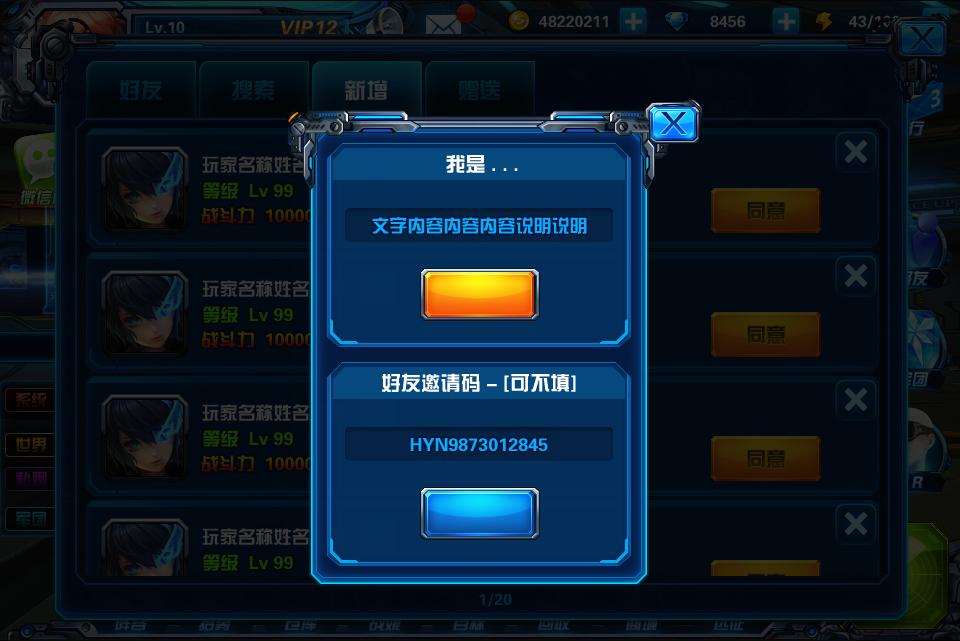 Lv.10
VIP12
48220211
8456
好友
搜索
新增
赠送
3
行
我是 . . .
文字内容内容内容说明说明
好友邀请码 – [可不填]
HYN9873012845
微信
玩家名称姓名
等级 Lv 99
战斗力 10000
同意
玩家名称姓名
等级 Lv 99
战斗力 10000
同意
玩家名称姓名
等级 Lv 99
战斗力 10000
同意
玩家名称姓名
等级 Lv 99
系统
世界
私聊
军团
友
R
1/20